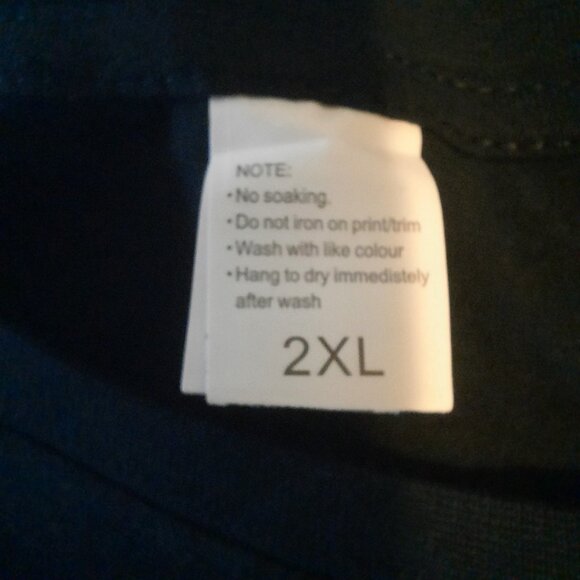 NOTE:
•No soaking.
•Do not iron on print/trim
•Wash with like colour
•Hang to dry immedistely
after wash
2XL